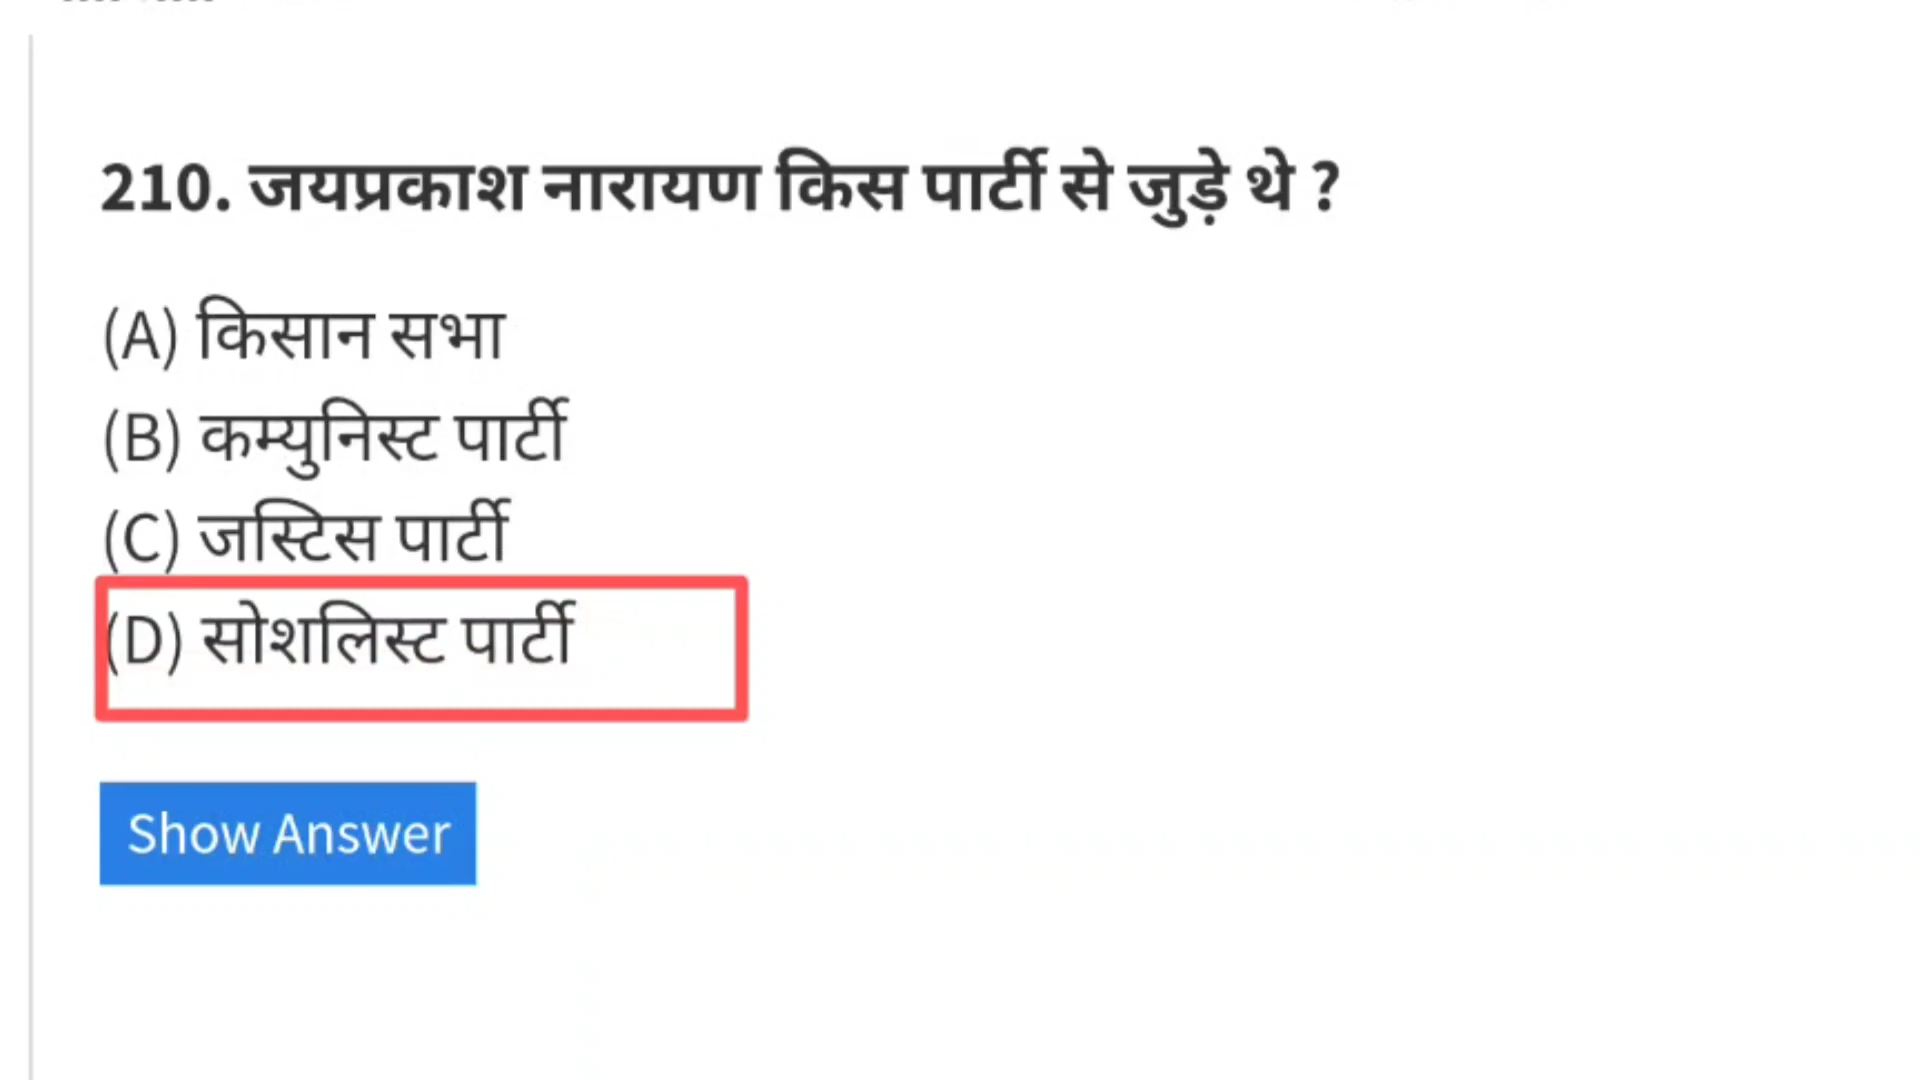 210. जयप्रकाश नारायण किस पार्टी से जुड़े थे ?
(A) किसान सभा
(B) कम्युनिस्ट पार्टी
(C) जस्टिस पार्टी
(D) सोशलिस्ट पार्टी
Show Answer